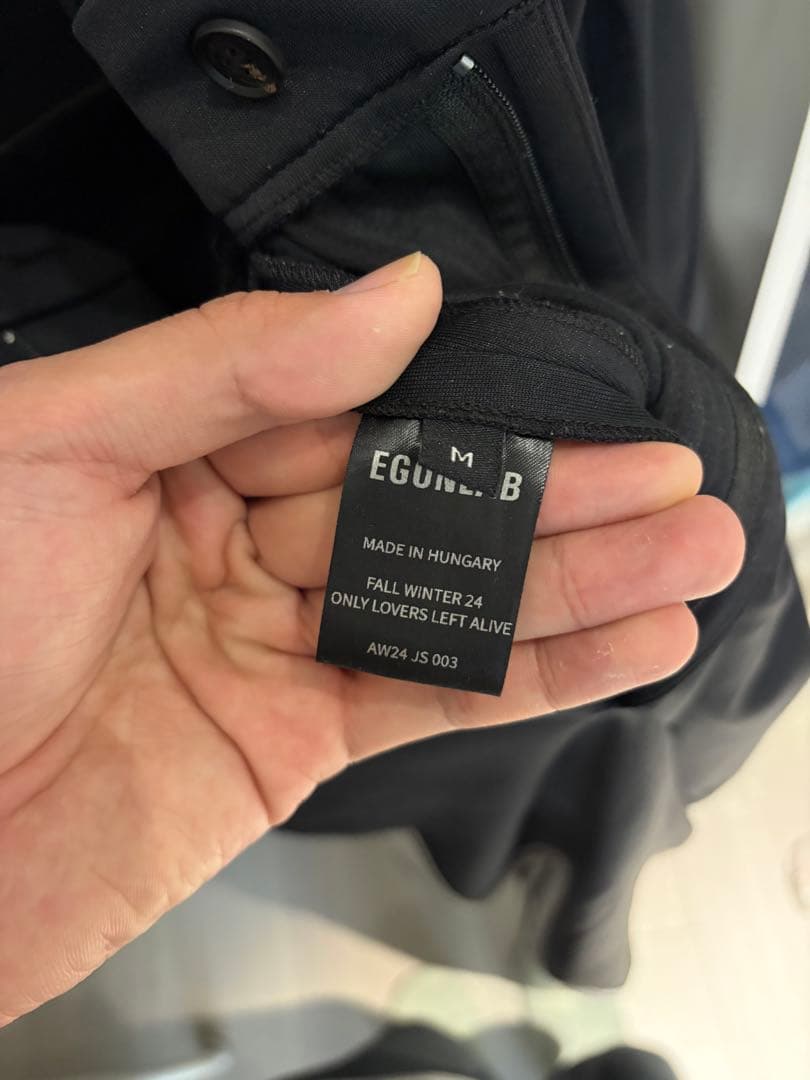 M
EGONLAB
MADE IN HUNGARY
FALL WINTER 24
ONLY LOVERS LEFT ALIVE
AW24 JS 003